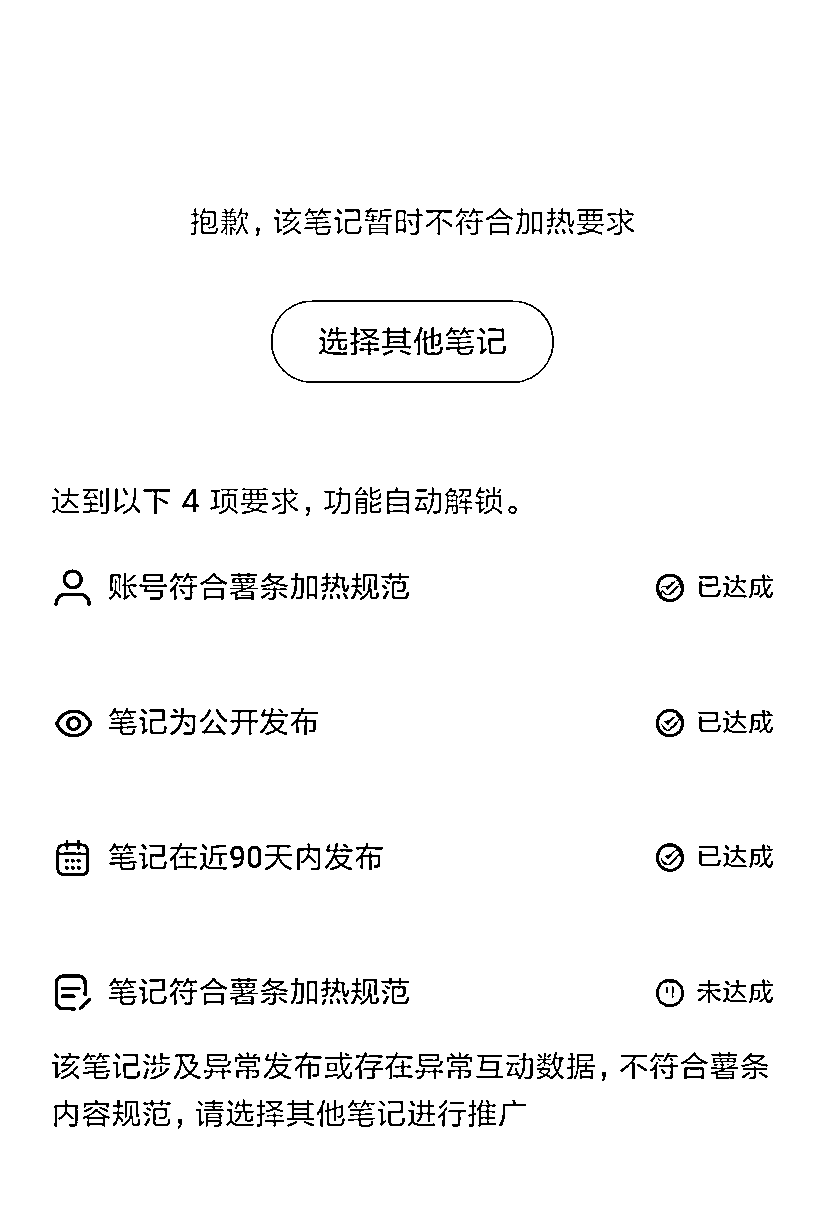 抱歉，该笔记暂时不符合加热要求
选择其他笔记
达到以下 4 项要求，功能自动解锁。
账号符合薯条加热规范 已达成
笔记为公开发布 已达成
笔记在近90天内发布 已达成
笔记符合薯条加热规范 未达成
该笔记涉及异常发布或存在异常互动数据，不符合薯条
内容规范，请选择其他笔记进行推广